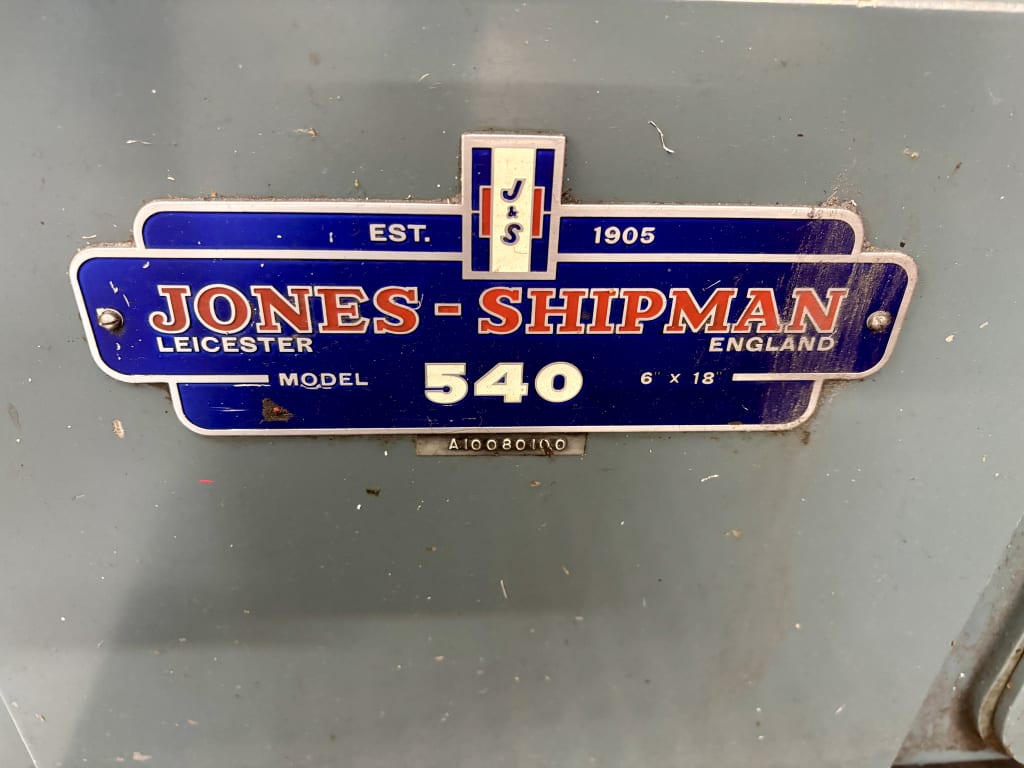 J
&
S
EST. 1905
JONES - SHIPMAN
LEICESTER ENGLAND
MODEL 540 6" x 18"
A10080100